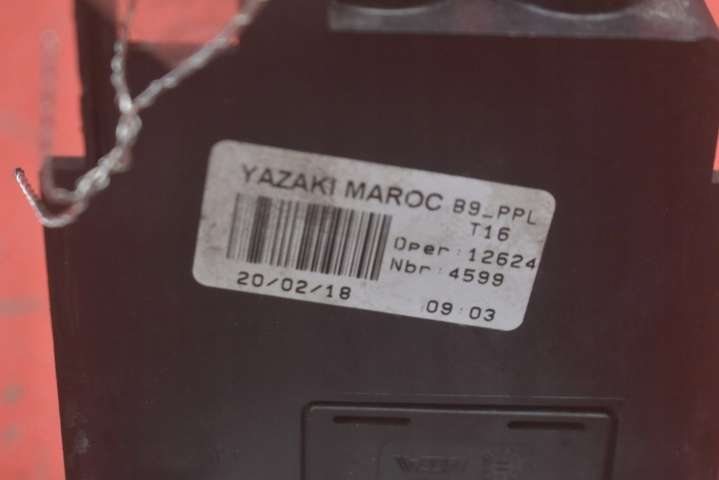 YAZAKI MAROC B9_PPL
T16
Oper:12624
Nbr:4599
20/02/18 09:03